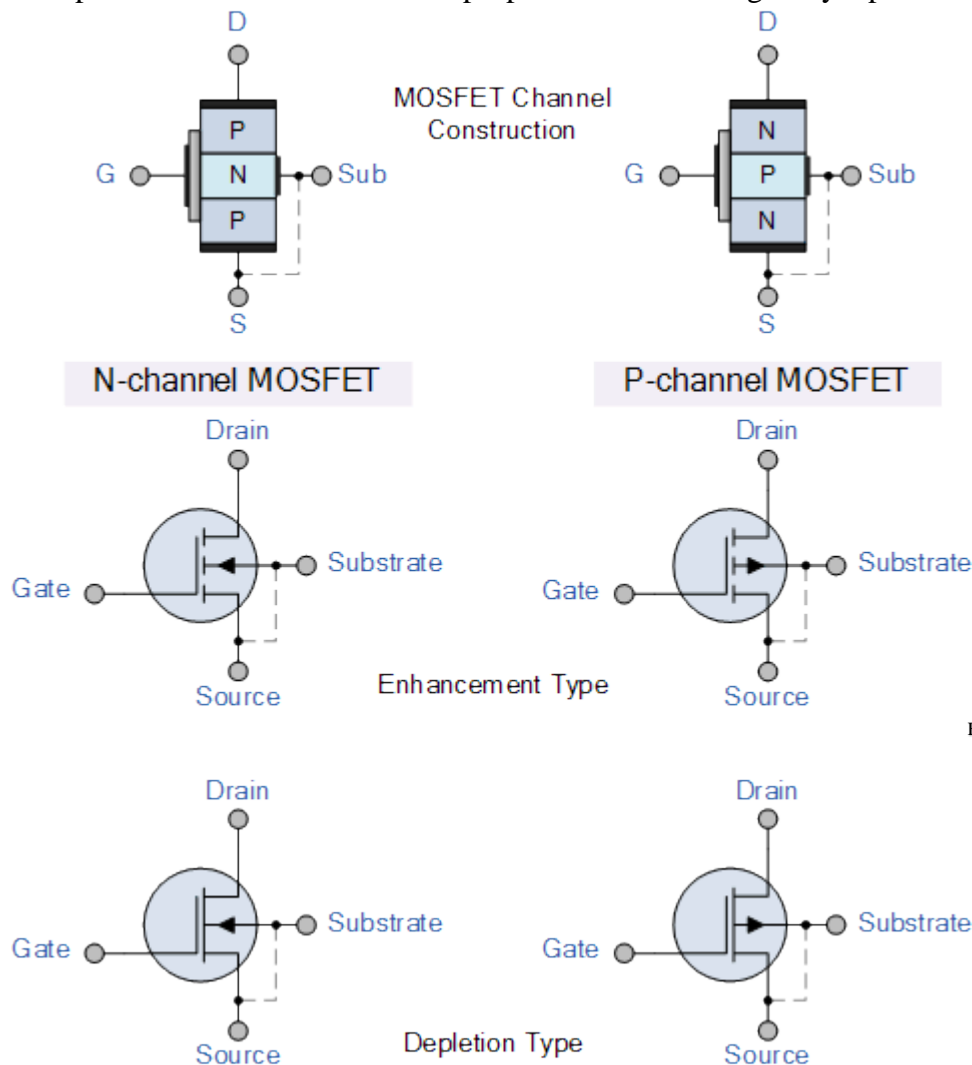 D D
MOSFET Channel
Construction
P N
G N Sub G P Sub
P N
S S
N-channel MOSFET P-channel MOSFET
Drain Drain
Substrate Substrate
Gate Gate
Source Enhancement Type Source
Drain Drain
Substrate Substrate
Gate Gate
Source Depletion Type Source